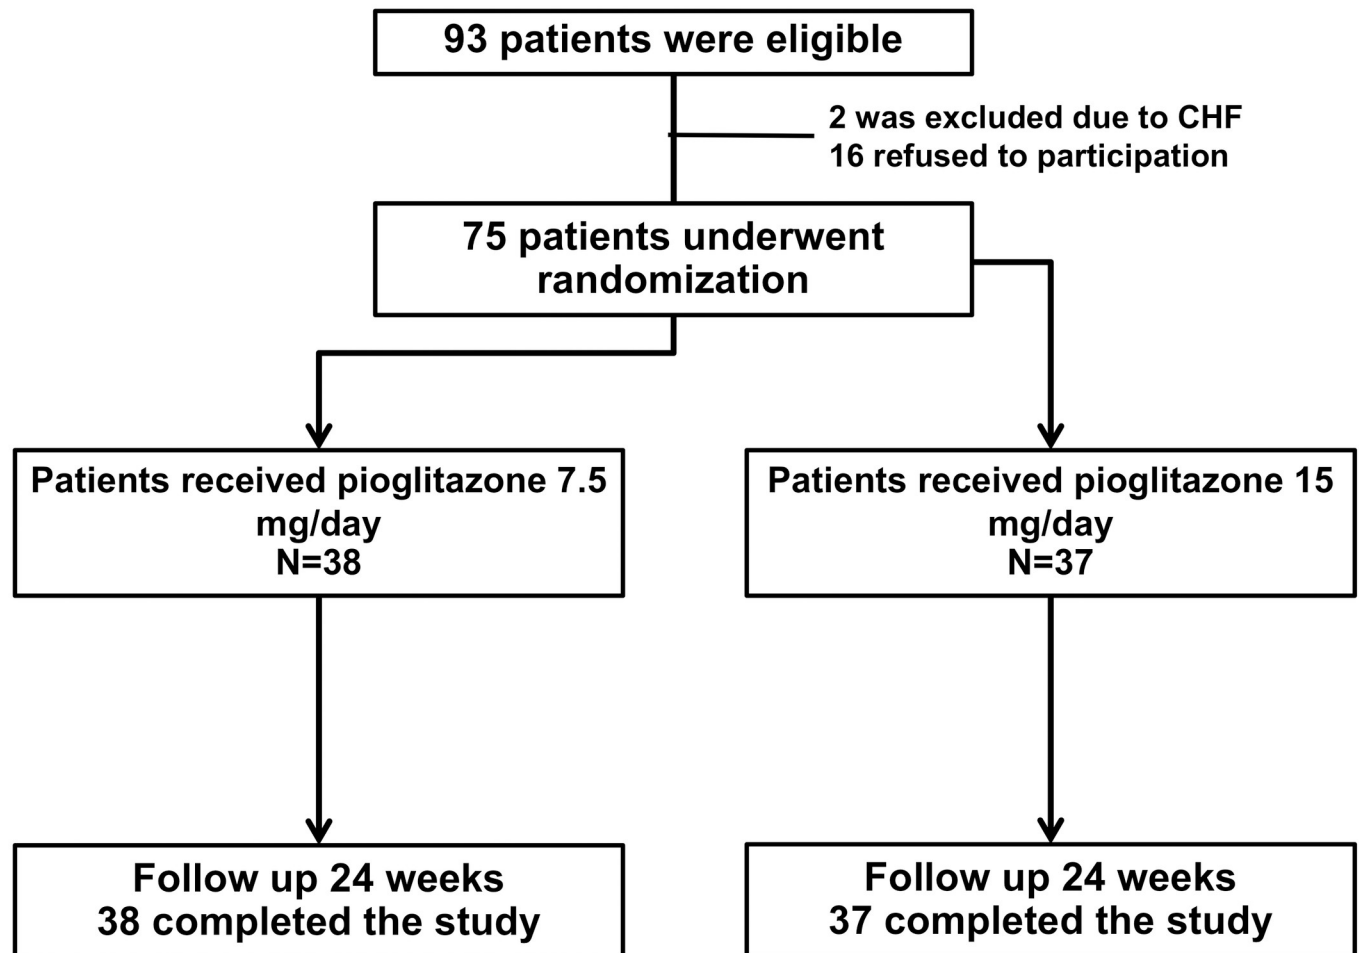 93 patients were eligible
2 was excluded due to CHF
16 refused to participation
75 patients underwent
randomization
Patients received pioglitazone 7.5
mg/day
N=38
Patients received pioglitazone 15
mg/day
N=37
Follow up 24 weeks
38 completed the study
Follow up 24 weeks
37 completed the study